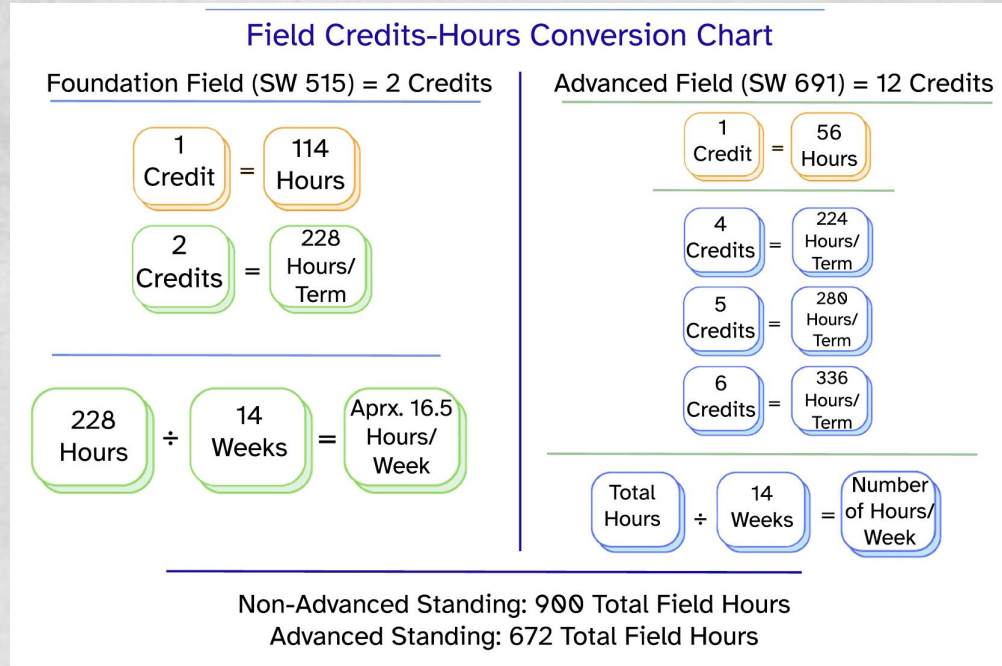 Field Credits-Hours Conversion Chart
Foundation Field (SW 515) = 2 Credits
1
Credit
=
114
Hours
2
Credits
=
228
Hours/
Term
228
Hours
÷
14
Weeks
=
Aprx. 16.5
Hours/
Week
Advanced Field (SW 691) = 12 Credits
1
Credit
=
56
Hours
4
Credits
=
224
Hours/
Term
5
Credits
=
280
Hours/
Term
6
Credits
=
336
Hours/
Term
Total
Hours
÷
14
Weeks
=
Number
of Hours/
Week
Non-Advanced Standing: 900 Total Field Hours
Advanced Standing: 672 Total Field Hours